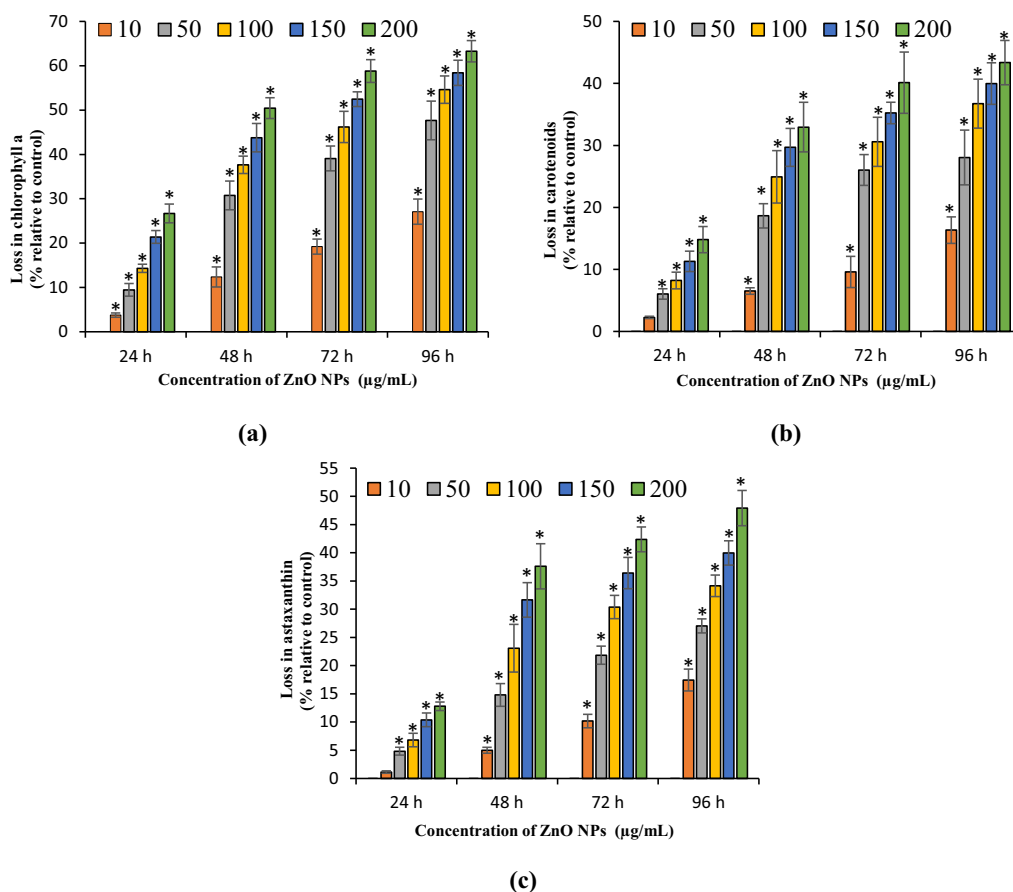 10 50 100 150 200
70
60
50
40
30
20
10
0
Loss in chlorophyll a
(% relative to control)
* * * * *
* * * * *
* * * * *
* * * * *
24 h 48 h 72 h 96 h
Concentration of ZnO NPs (µg/mL)
(a)
10 50 100 150 200
50
40
30
20
10
0
Loss in carotenoids
(% relative to control)
* * * *
* * * * *
* * * * *
* * * * *
24 h 48 h 72 h 96 h
Concentration of ZnO NPs (µg/mL)
(b)
10 50 100 150 200
55
50
45
40
35
30
25
20
15
10
5
0
Loss in astaxanthin
(% relative to control)
* * * *
* * * * *
* * * * *
* * * * *
24 h 48 h 72 h 96 h
Concentration of ZnO NPs (µg/mL)
(c)